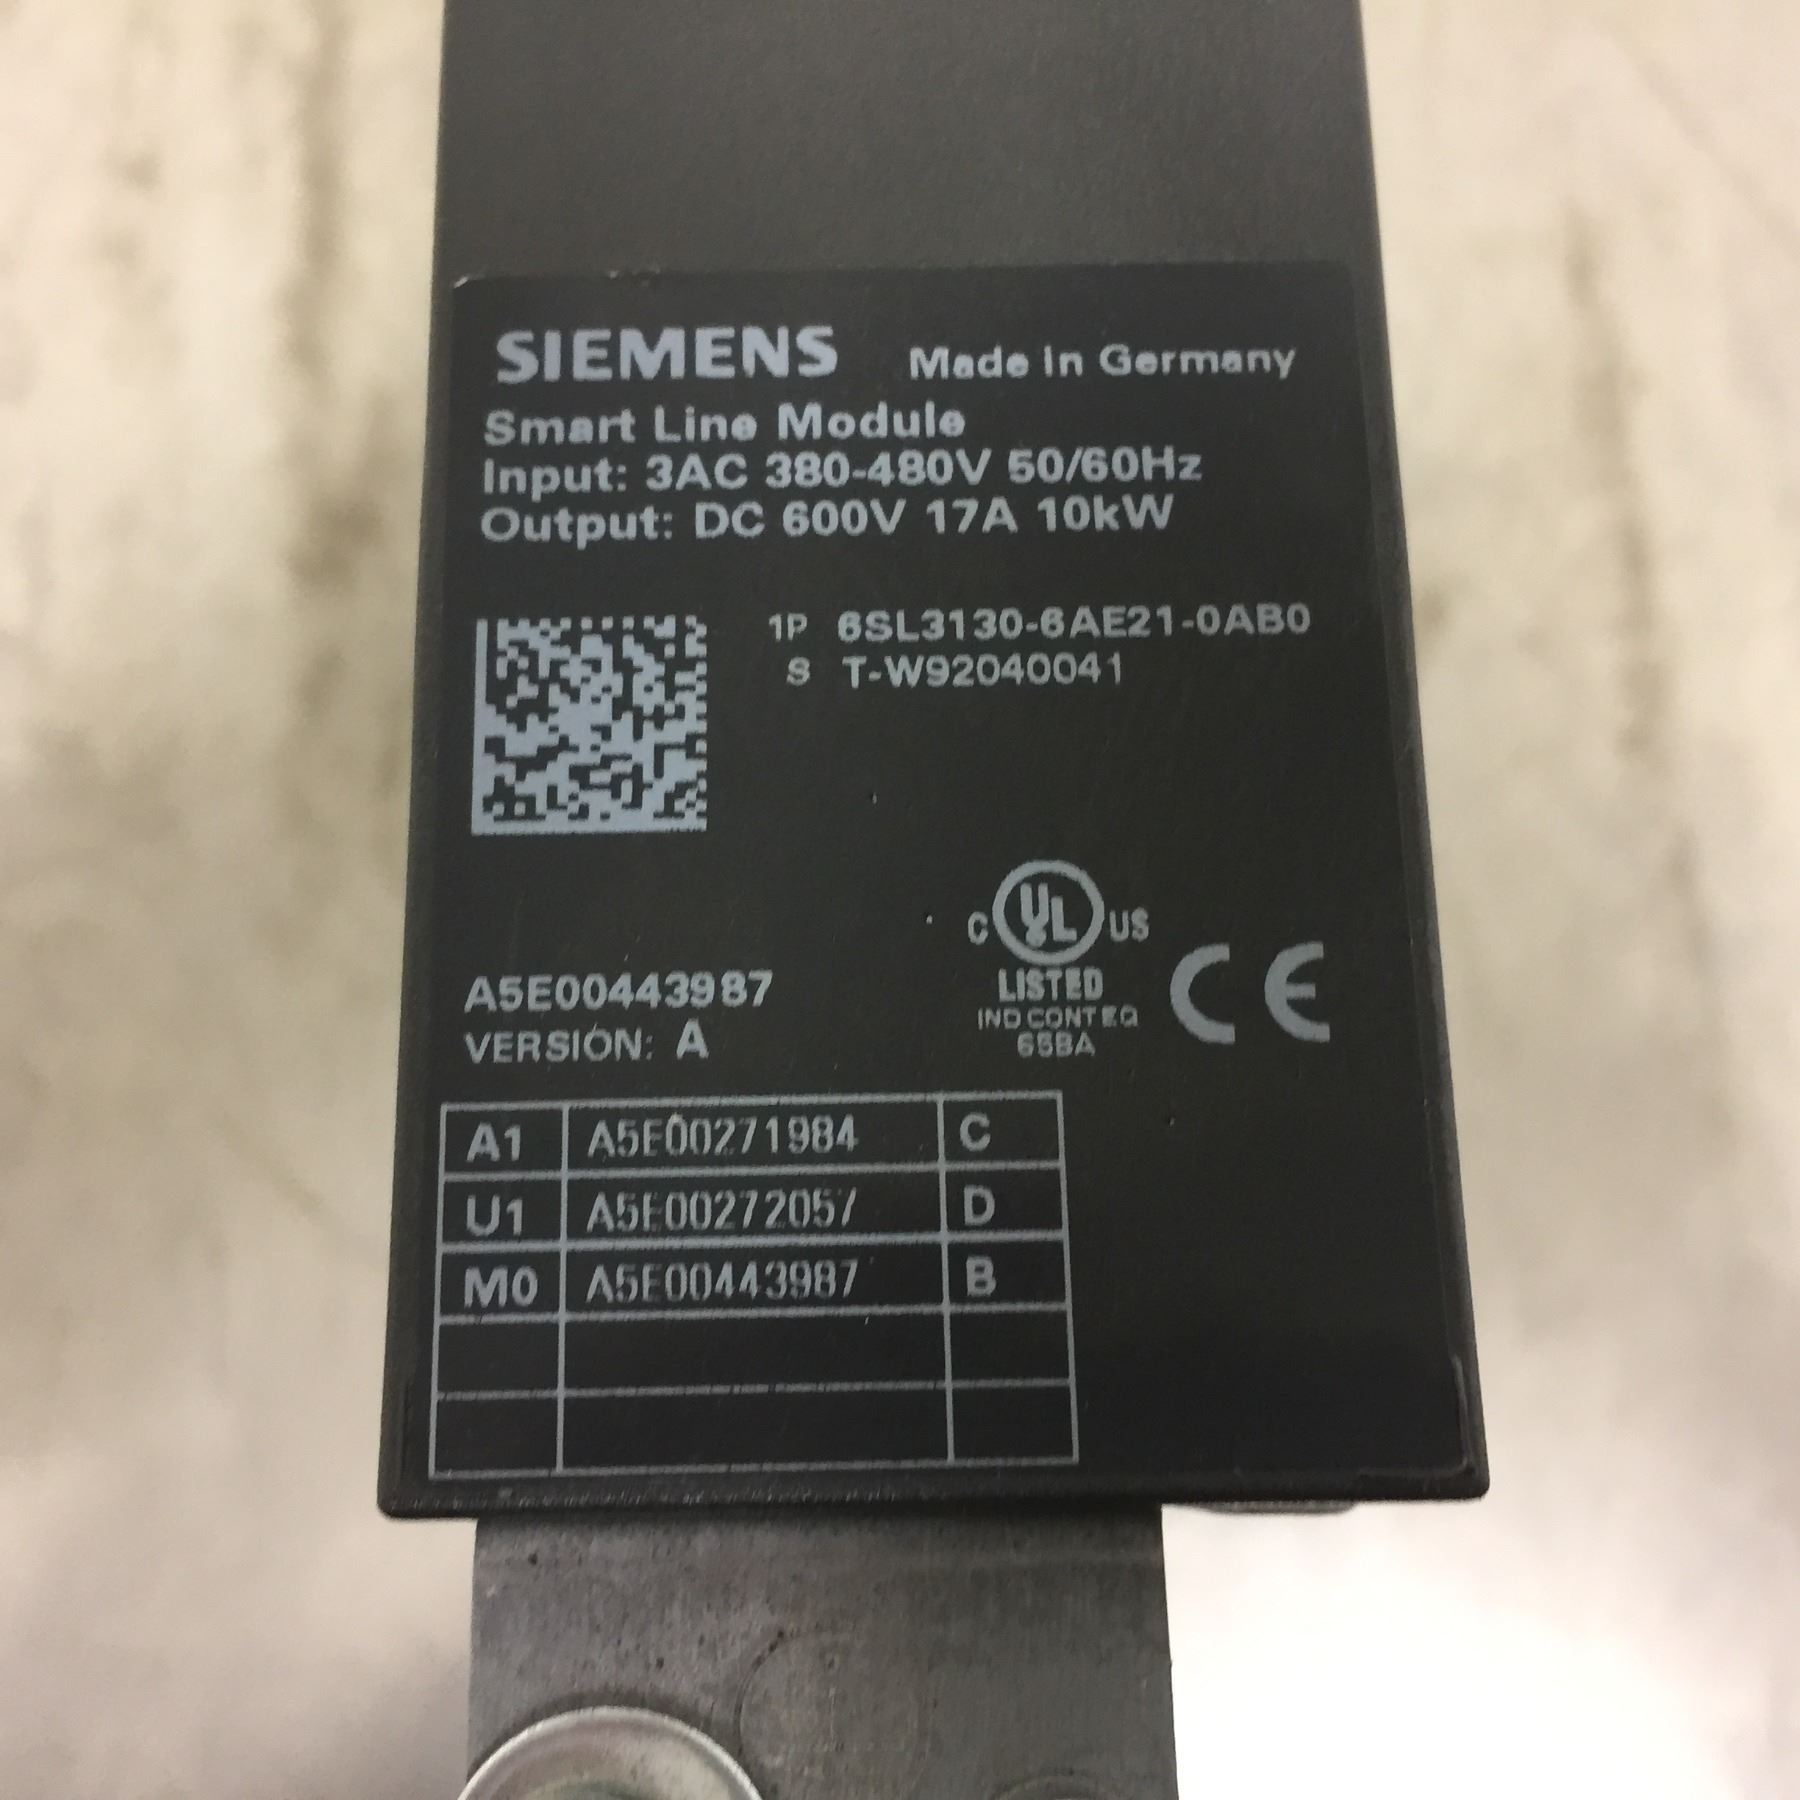 SIEMENS Made in Germany
Smart Line Module
Input: 3AC 380-480V 50/60Hz
Output: DC 600V 17A 10kW
1P 6SL3130-6AE21-0AB0
S T-W92040041
C UL US
LISTED
IND CONT EQ
65BA
CE
A5E00443987
VERSION: A
A1 A5E00271984 C
U1 A5E00272057 D
M0 A5E00443987 B